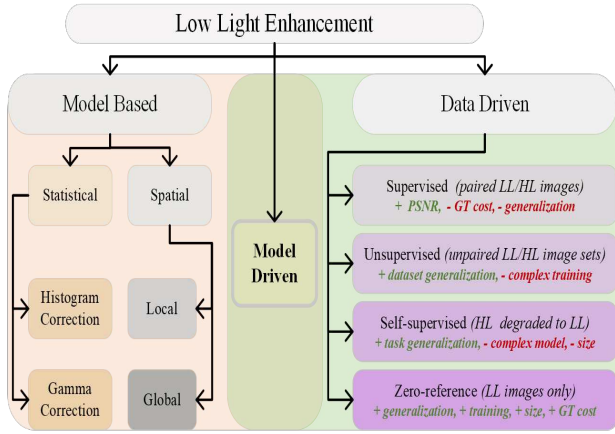 Low Light Enhancement
Model Based
Statistical
Spatial
Histogram
Correction
Local
Gamma
Correction
Global
Model
Driven
Data Driven
Supervised (paired LL/HL images)
+ PSNR, - GT cost, - generalization
Unsupervised (unpaired LL/HL image sets)
+ dataset generalization, - complex training
Self-supervised (HL degraded to LL)
+ task generalization, - complex model, - size
Zero-reference (LL images only)
+ generalization, + training, + size, + GT cost